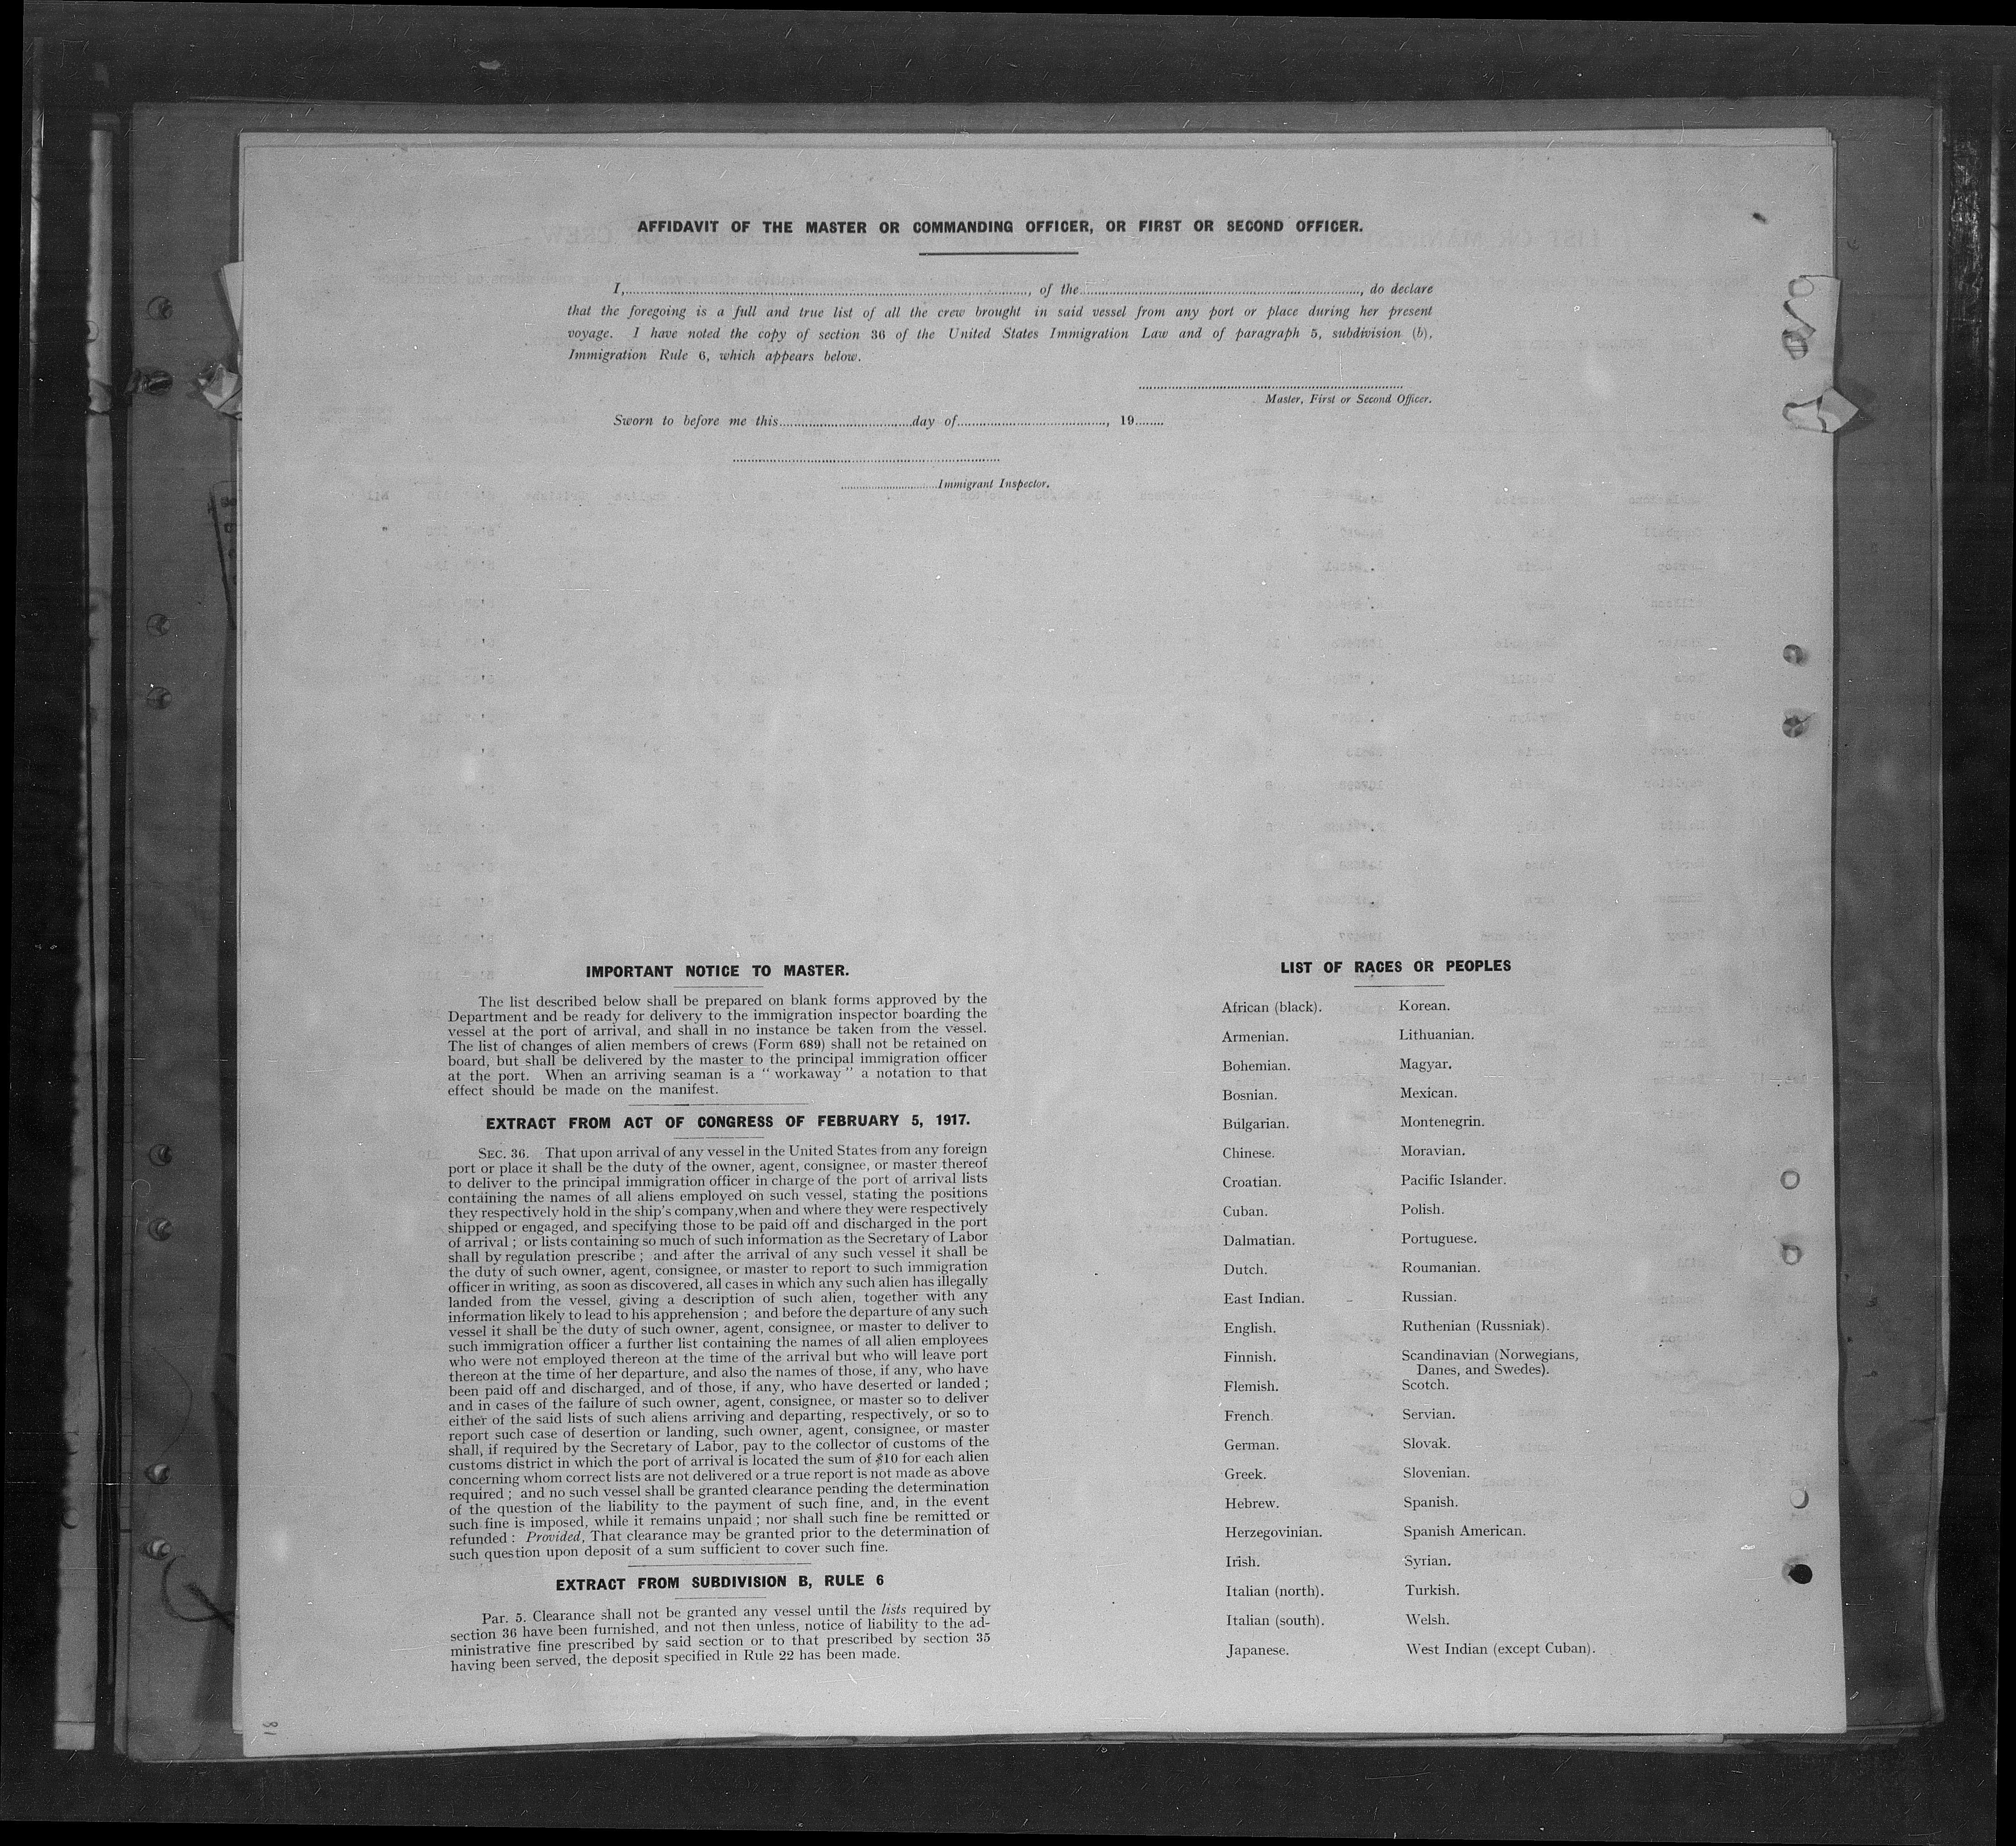 AFFIDAVIT OF THE MASTER OR COMMANDING OFFICER, OR FIRST OR SECOND OFFICER.
I,........, of the........, do declare
that the foregoing is a full and true list of all the crew brought in said vessel from any port or place during her present
voyage. I have noted the copy of section 36 of the United States Immigration Law and of paragraph 5, subdivision (b),
Immigration Rule 6, which appears below.
Master, First or Second Officer.
Sworn to before me this........day of........, 19........
........Immigrant Inspector.
IMPORTANT NOTICE TO MASTER.
The list described below shall be prepared on blank forms approved by the
Department and be ready for delivery to the immigration inspector boarding the
vessel at the port of arrival, and shall in no instance be taken from the vessel.
The list of changes of alien members of crews (Form 689) shall not be retained on
board, but shall be delivered by the master to the principal immigration officer
at the port. When an arriving seaman is a “ workaway ” a notation to that
effect should be made on the manifest.
EXTRACT FROM ACT OF CONGRESS OF FEBRUARY 5, 1917.
SEC. 36. That upon arrival of any vessel in the United States from any foreign
port or place it shall be the duty of the owner, agent, consignee, or master thereof
to deliver to the principal immigration officer in charge of the port of arrival lists
containing the names of all aliens employed on such vessel, stating the positions
they respectively hold in the ship's company,when and where they were respectively
shipped or engaged, and specifying those to be paid off and discharged in the port
of arrival ; or lists containing so much of such information as the Secretary of Labor
shall by regulation prescribe ; and after the arrival of any such vessel it shall be
the duty of such owner, agent, consignee, or master to report to such immigration
officer in writing, as soon as discovered, all cases in which any such alien has illegally
landed from the vessel, giving a description of such alien, together with any
information likely to lead to his apprehension ; and before the departure of any such
vessel it shall be the duty of such owner, agent, consignee, or master to deliver to
such immigration officer a further list containing the names of all alien employees
who were not employed thereon at the time of the arrival but who will leave port
thereon at the time of her departure, and also the names of those, if any, who have
been paid off and discharged, and of those, if any, who have deserted or landed ;
and in cases of the failure of such owner, agent, consignee, or master so to deliver
either of the said lists of such aliens arriving and departing, respectively, or so to
report such case of desertion or landing, such owner, agent, consignee, or master
shall, if required by the Secretary of Labor, pay to the collector of customs of the
customs district in which the port of arrival is located the sum of $10 for each alien
concerning whom correct lists are not delivered or a true report is not made as above
required ; and no such vessel shall be granted clearance pending the determination
of the question of the liability to the payment of such fine, and, in the event
such fine is imposed, while it remains unpaid ; nor shall such fine be remitted or
refunded : Provided, That clearance may be granted prior to the determination of
such question upon deposit of a sum sufficient to cover such fine.
EXTRACT FROM SUBDIVISION B, RULE 6
Par. 5. Clearance shall not be granted any vessel until the lists required by
section 36 have been furnished, and not then unless, notice of liability to the ad-
ministrative fine prescribed by said section or to that prescribed by section 35
having been served, the deposit specified in Rule 22 has been made.
LIST OF RACES OR PEOPLES
African (black).
Armenian.
Bohemian.
Bosnian.
Bulgarian.
Chinese.
Croatian.
Cuban.
Dalmatian.
Dutch.
East Indian.
English.
Finnish.
Flemish.
French.
German.
Greek.
Hebrew.
Herzegovinian.
Irish.
Italian (north).
Italian (south).
Japanese.
Korean.
Lithuanian.
Magyar.
Mexican.
Montenegrin.
Moravian.
Pacific Islander.
Polish.
Portuguese.
Roumanian.
Russian.
Ruthenian (Russniak).
Scandinavian (Norwegians,
Danes, and Swedes).
Scotch.
Servian.
Slovak.
Slovenian.
Spanish.
Spanish American.
Syrian.
Turkish.
Welsh.
West Indian (except Cuban).